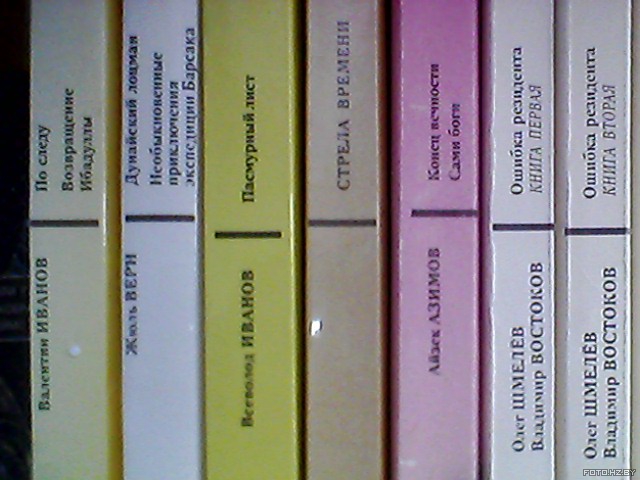 Валентин ИВАНОВ
По следу
Возвращение
Ибадуллы
Жюль ВЕРН
Дунайский лоцман
Необыкновенные
приключения
экспедиции Барсака
Всеволод ИВАНОВ
Пасмурный лист
СТРЕЛА ВРЕМЕНИ
Айзек АЗИМОВ
Конец вечности
Сами боги
Олег ШМЕЛЁВ
Владимир ВОСТОКОВ
Ошибка резидента
КНИГА ПЕРВАЯ
Олег ШМЕЛЁВ
Владимир ВОСТОКОВ
Ошибка резидента
КНИГА ВТОРАЯ
FOTO.HZ.BY